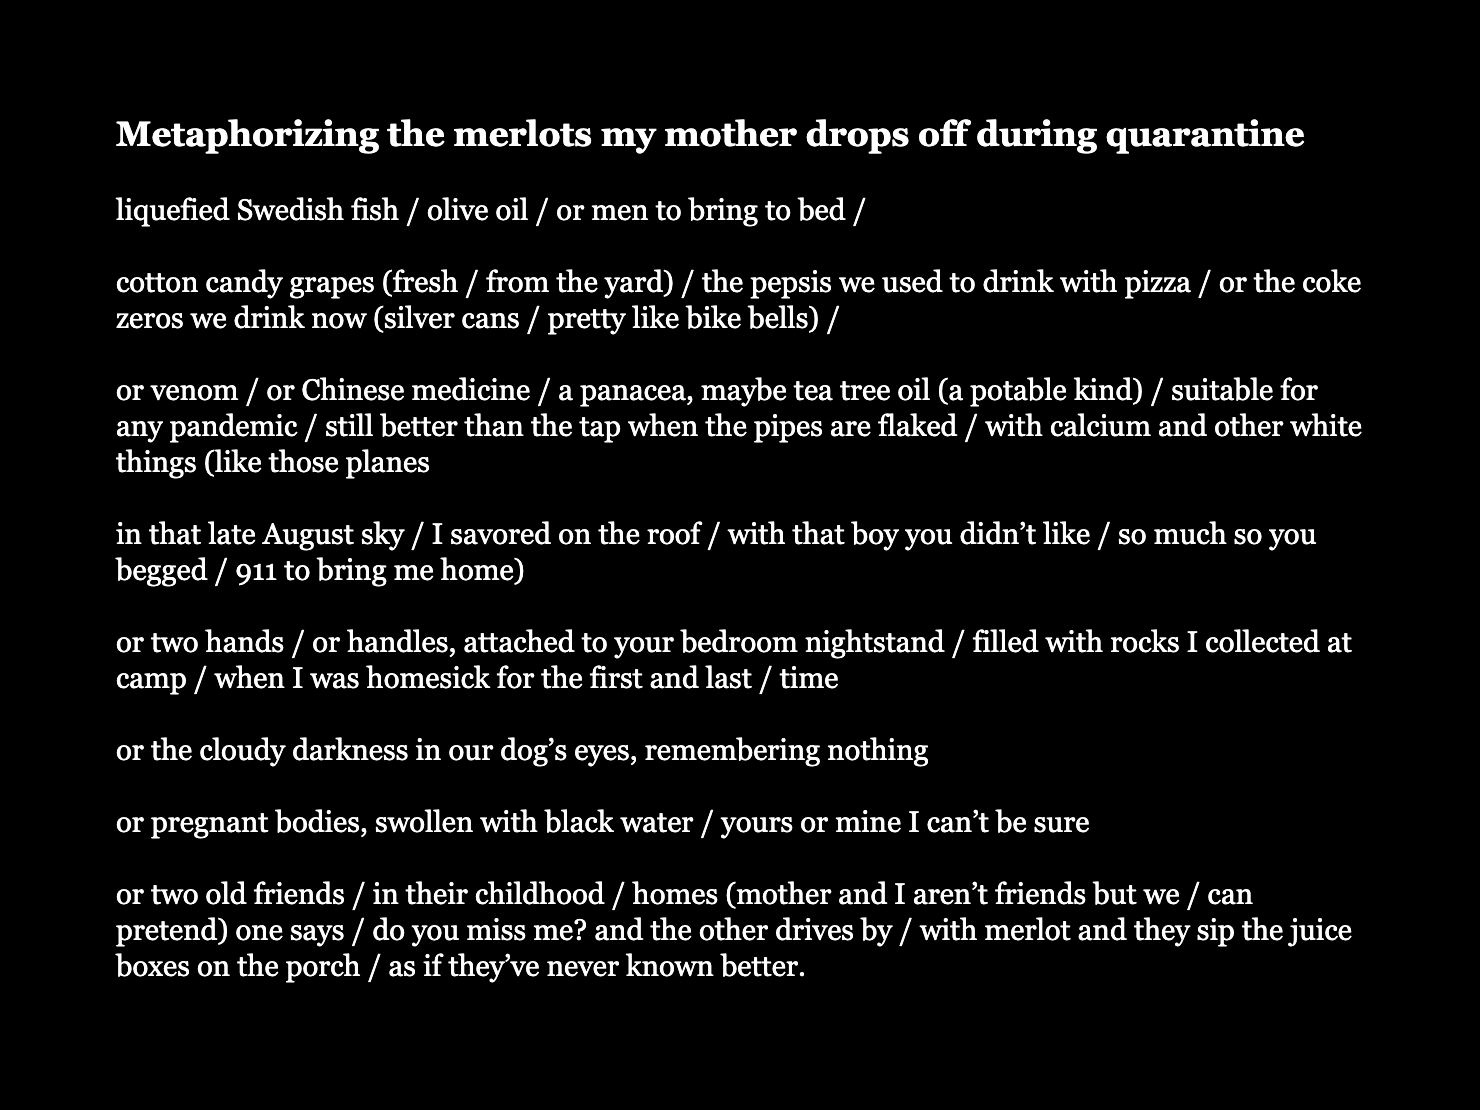 Metaphorizing the merlots my mother drops off during quarantine
liquefied Swedish fish / olive oil / or men to bring to bed /
cotton candy grapes (fresh / from the yard) / the pepsis we used to drink with pizza / or the coke
zeros we drink now (silver cans / pretty like bike bells) /
or venom / or Chinese medicine / a panacea, maybe tea tree oil (a potable kind) / suitable for
any pandemic / still better than the tap when the pipes are flaked / with calcium and other white
things (like those planes
in that late August sky / I savored on the roof / with that boy you didn’t like / so much so you
begged / 911 to bring me home)
or two hands / or handles, attached to your bedroom nightstand / filled with rocks I collected at
camp / when I was homesick for the first and last / time
or the cloudy darkness in our dog’s eyes, remembering nothing
or pregnant bodies, swollen with black water / yours or mine I can’t be sure
or two old friends / in their childhood / homes (mother and I aren’t friends but we / can
pretend) one says / do you miss me? and the other drives by / with merlot and they sip the juice
boxes on the porch / as if they’ve never known better.